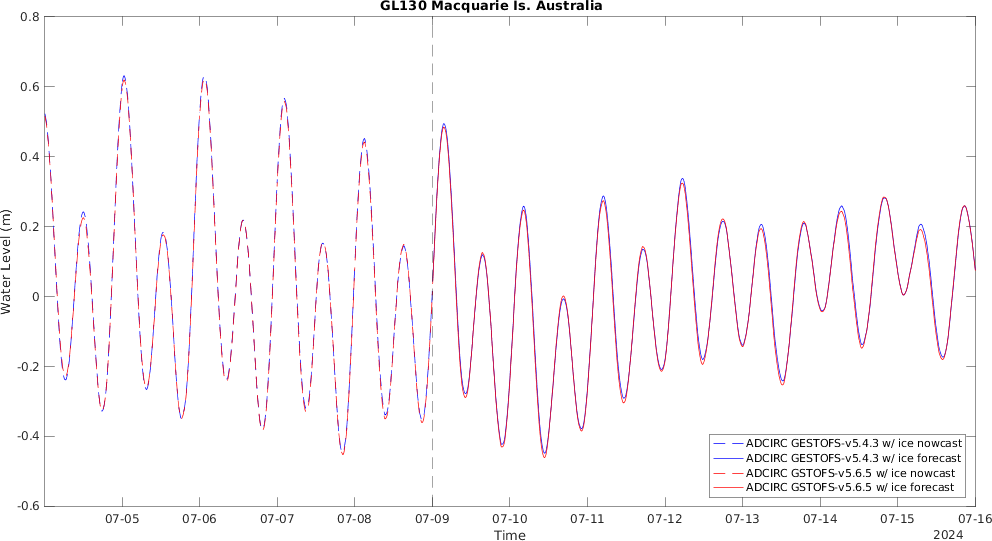 GL130 Macquarie Is. Australia
0.8
0.6
0.4
0.2
0
-0.2
-0.4
-0.6
Water Level (m)
ADCIRC GESTOFS-v5.4.3 w/ ice nowcast
ADCIRC GESTOFS-v5.4.3 w/ ice forecast
ADCIRC GSTOFS-v5.6.5 w/ ice nowcast
ADCIRC GSTOFS-v5.6.5 w/ ice forecast
07-05 07-06 07-07 07-08 07-09 07-10 07-11 07-12 07-13 07-14 07-15 07-16
Time
2024